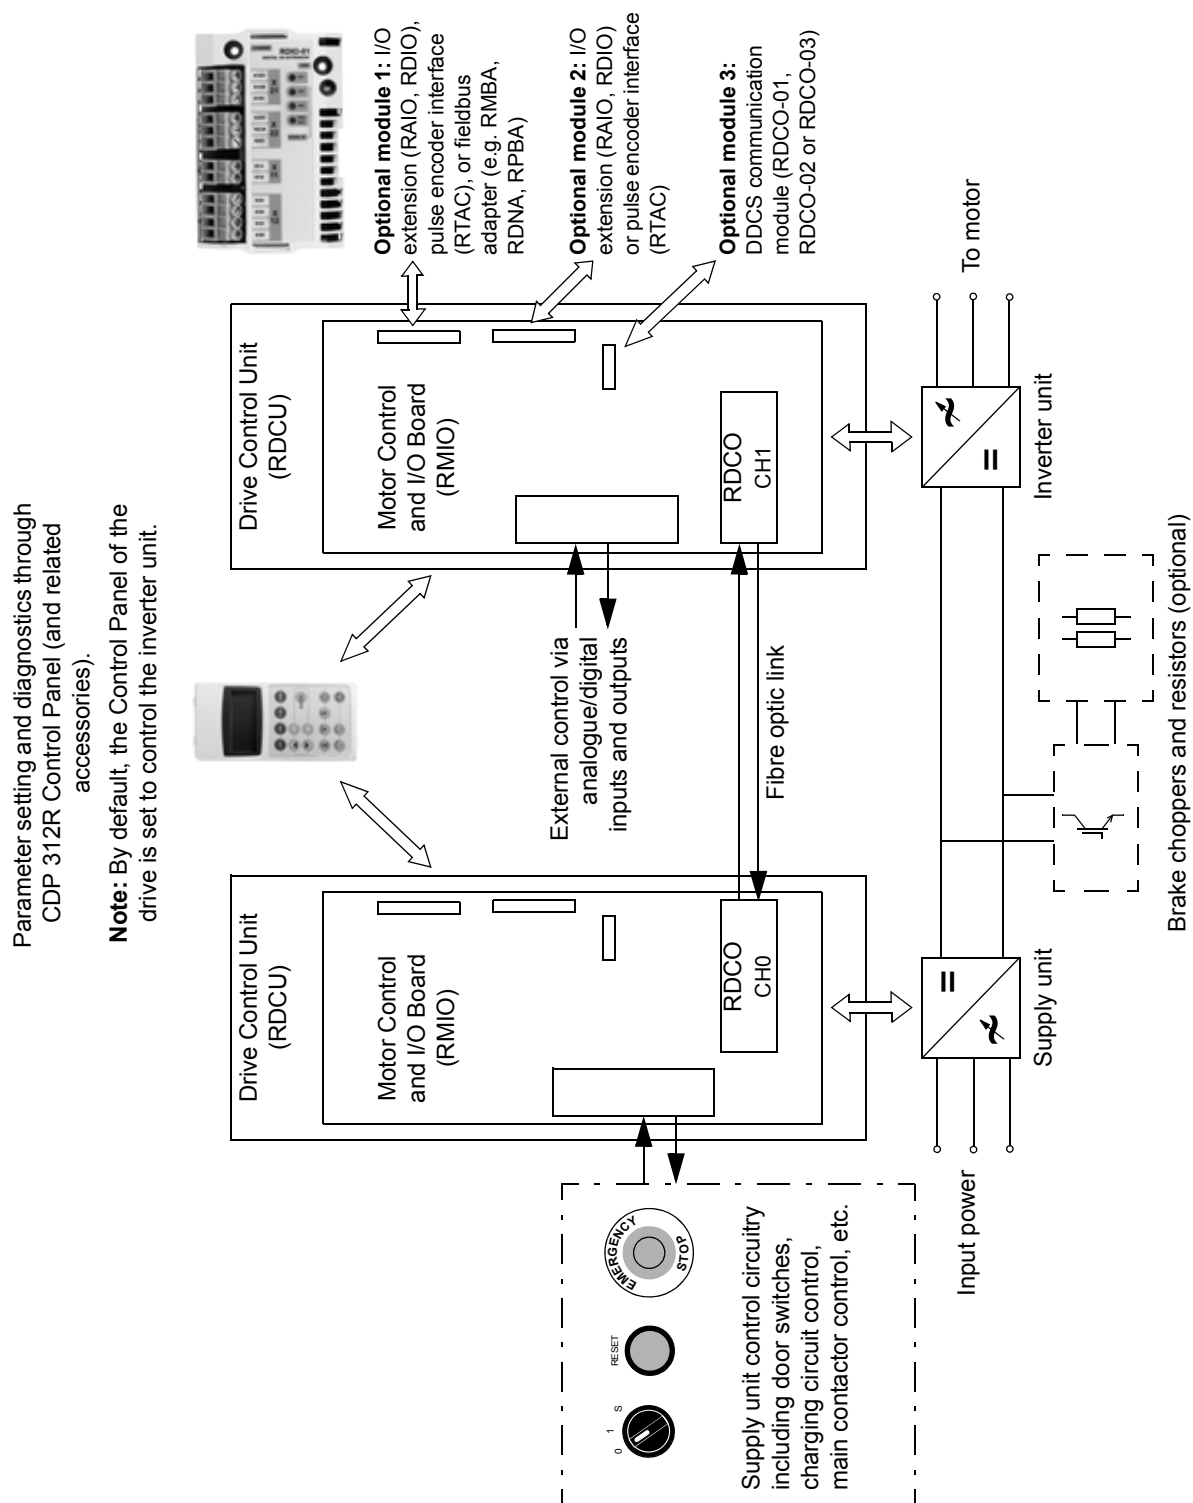 Parameter setting and diagnostics through
CDP 312R Control Panel (and related
accessories).
Note: By default, the Control Panel of the
drive is set to control the inverter unit.
RDIO-01
Optional module 1: I/O
extension (RAIO, RDIO),
pulse encoder interface
(RTAC), or fieldbus
adapter (e.g. RMBA,
RDNA, RPBA)
Optional module 2: I/O
extension (RAIO, RDIO)
or pulse encoder interface
(RTAC)
Optional module 3:
DDCS communication
module (RDCO-01,
RDCO-02 or RDCO-03)
Drive Control Unit
(RDCU)
Motor Control
and I/O Board
(RMIO)
RDCO
CH0
Drive Control Unit
(RDCU)
Motor Control
and I/O Board
(RMIO)
RDCO
CH1
External control via
analogue/digital
inputs and outputs
Fibre optic link
0 1 S
RESET
EMERGENCY
STOP
Supply unit control circuitry
including door switches,
charging circuit control,
main contactor control, etc.
Input power
Supply unit
Inverter unit
To motor
Brake choppers and resistors (optional)